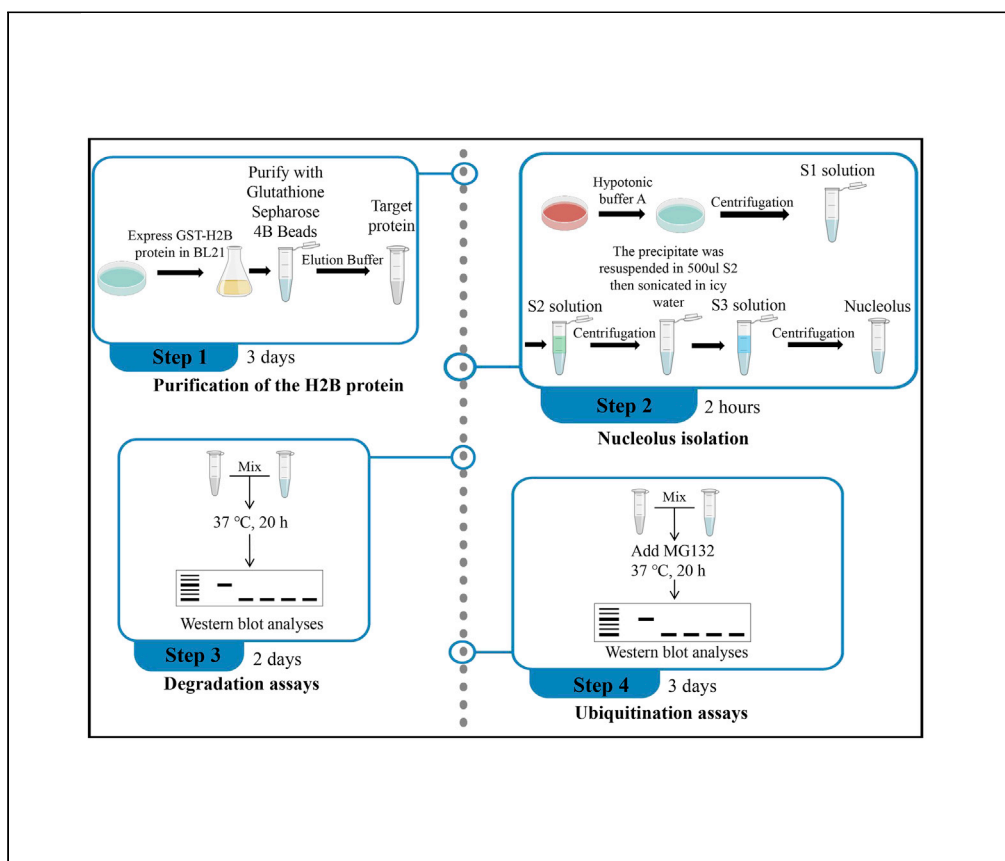 Express GST-H2B
protein in BL21
Purify with
Glutathione
Sepharose
4B Beads
Elution Buffer
Target
protein
Step 1
3 days
Purification of the H2B protein
Hypotonic
buffer A
Centrifugation
S1 solution
S2 solution
Centrifugation
The precipitate was
resuspended in 500ul S2
then sonicated in icy
water
S3 solution
Centrifugation
Nucleolus
Step 2
2 hours
Nucleolus isolation
Mix
37 ℃, 20 h
Western blot analyses
Step 3
2 days
Degradation assays
Mix
Add MG132
37 ℃, 20 h
Western blot analyses
Step 4
3 days
Ubiquitination assays